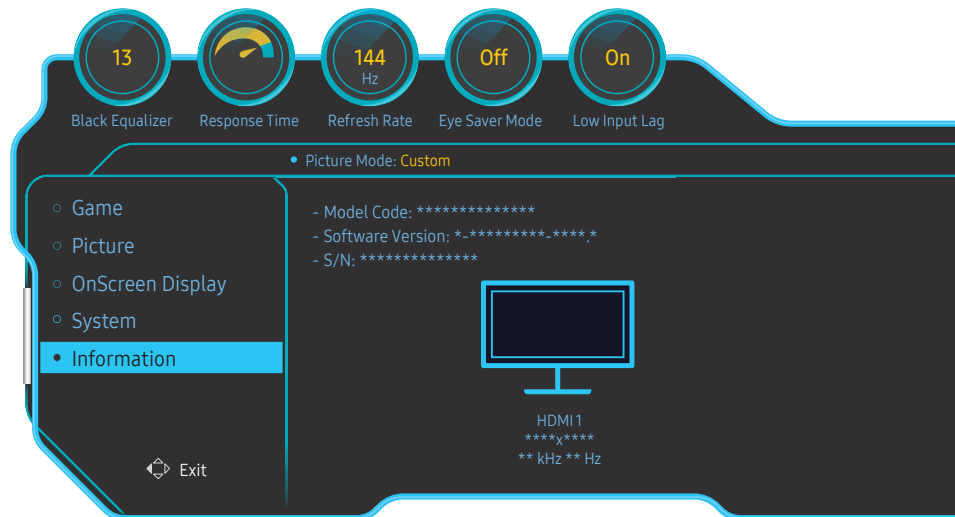 13
144
Hz
Off
On
Black Equalizer
Response Time
Refresh Rate
Eye Saver Mode
Low Input Lag
• Picture Mode: Custom
Game
Picture
OnScreen Display
System
Information
Exit
- Model Code: **************
- Software Version: *-*********-****.*
- S/N: **************
HDMI 1
****x****
** kHz ** Hz